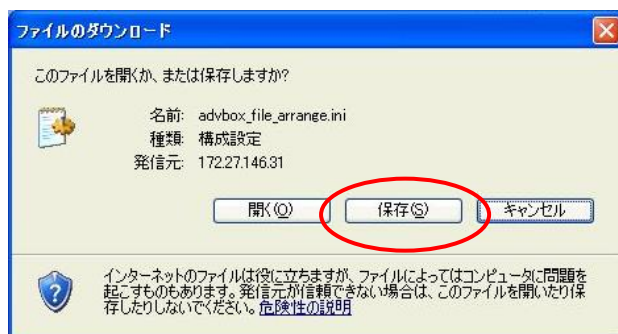 ファイルのダウンロード
このファイルを開くか、または保存しますか?
名前: advbox_file_arrange.ini
種類: 構成設定
発信元: 172.27.146.31
開く(O) 保存(S) キャンセル
インターネットのファイルは役に立ちますが、ファイルによってはコンピュータに問題を
起こすものもあります。発信元が信頼できない場合は、このファイルを開いたり保
存したりしないでください。危険性の説明